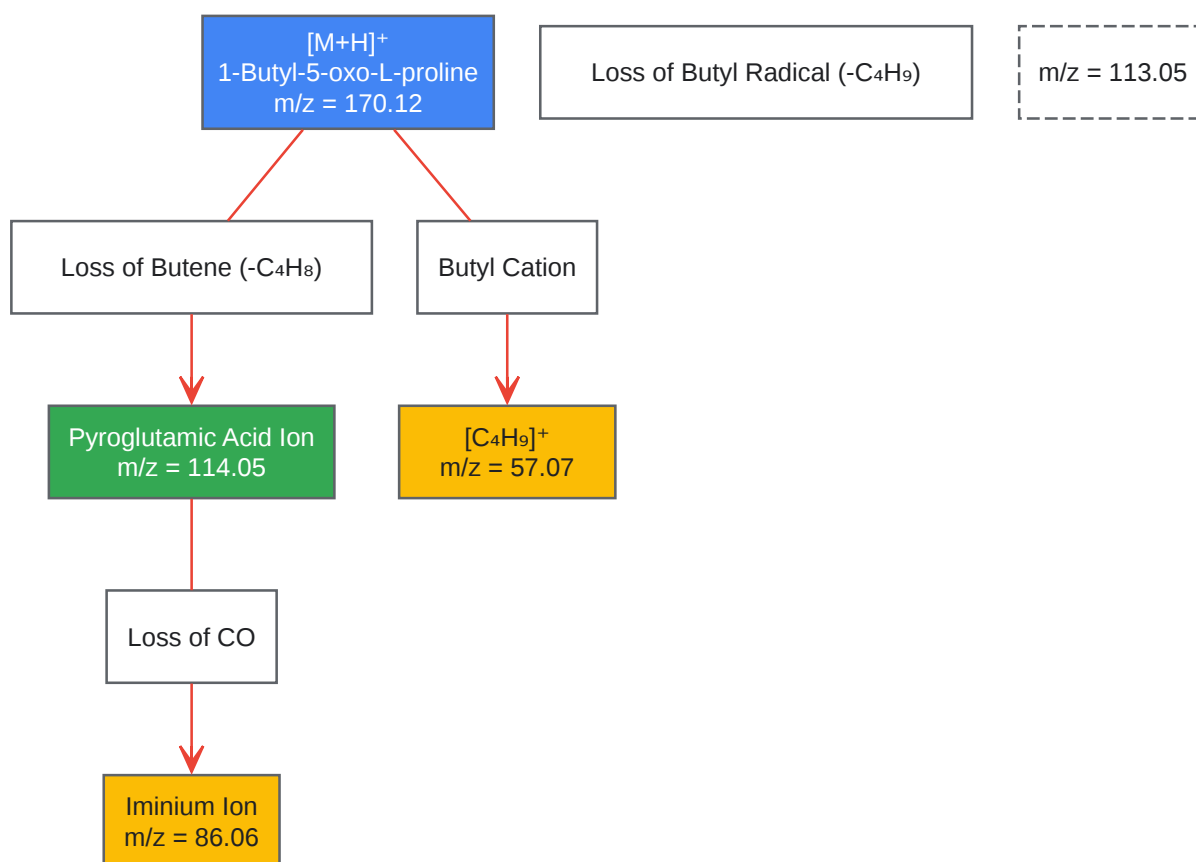 [M+H]⁺
1-Butyl-5-oxo-L-proline
m/z = 170.12
Loss of Butyl Radical (-C₄H₉)
m/z = 113.05
Loss of Butene (-C₄H₈)
Butyl Cation
Pyroglutamic Acid Ion
m/z = 114.05
[C₄H₉]⁺
m/z = 57.07
Loss of CO
Iminium Ion
m/z = 86.06